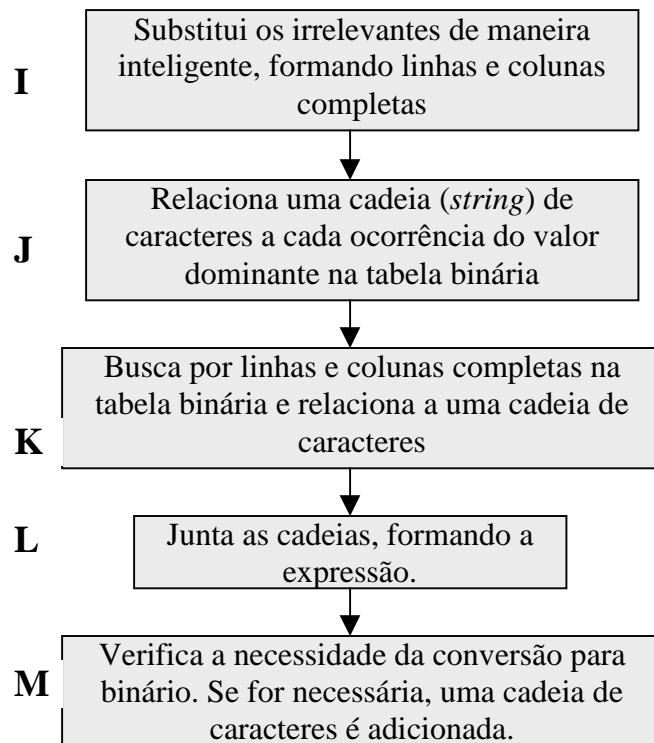 Substitui os irrelevantes de maneira
inteligente, formando linhas e colunas
completas
I
Relaciona uma cadeia (string) de
caracteres a cada ocorrência do valor
dominante na tabela binária
J
Busca por linhas e colunas completas na
tabela binária e relaciona a uma cadeia de
caracteres
K
Junta as cadeias, formando a
expressão.
L
Verifica a necessidade da conversão para
binário. Se for necessária, uma cadeia de
caracteres é adicionada.
M